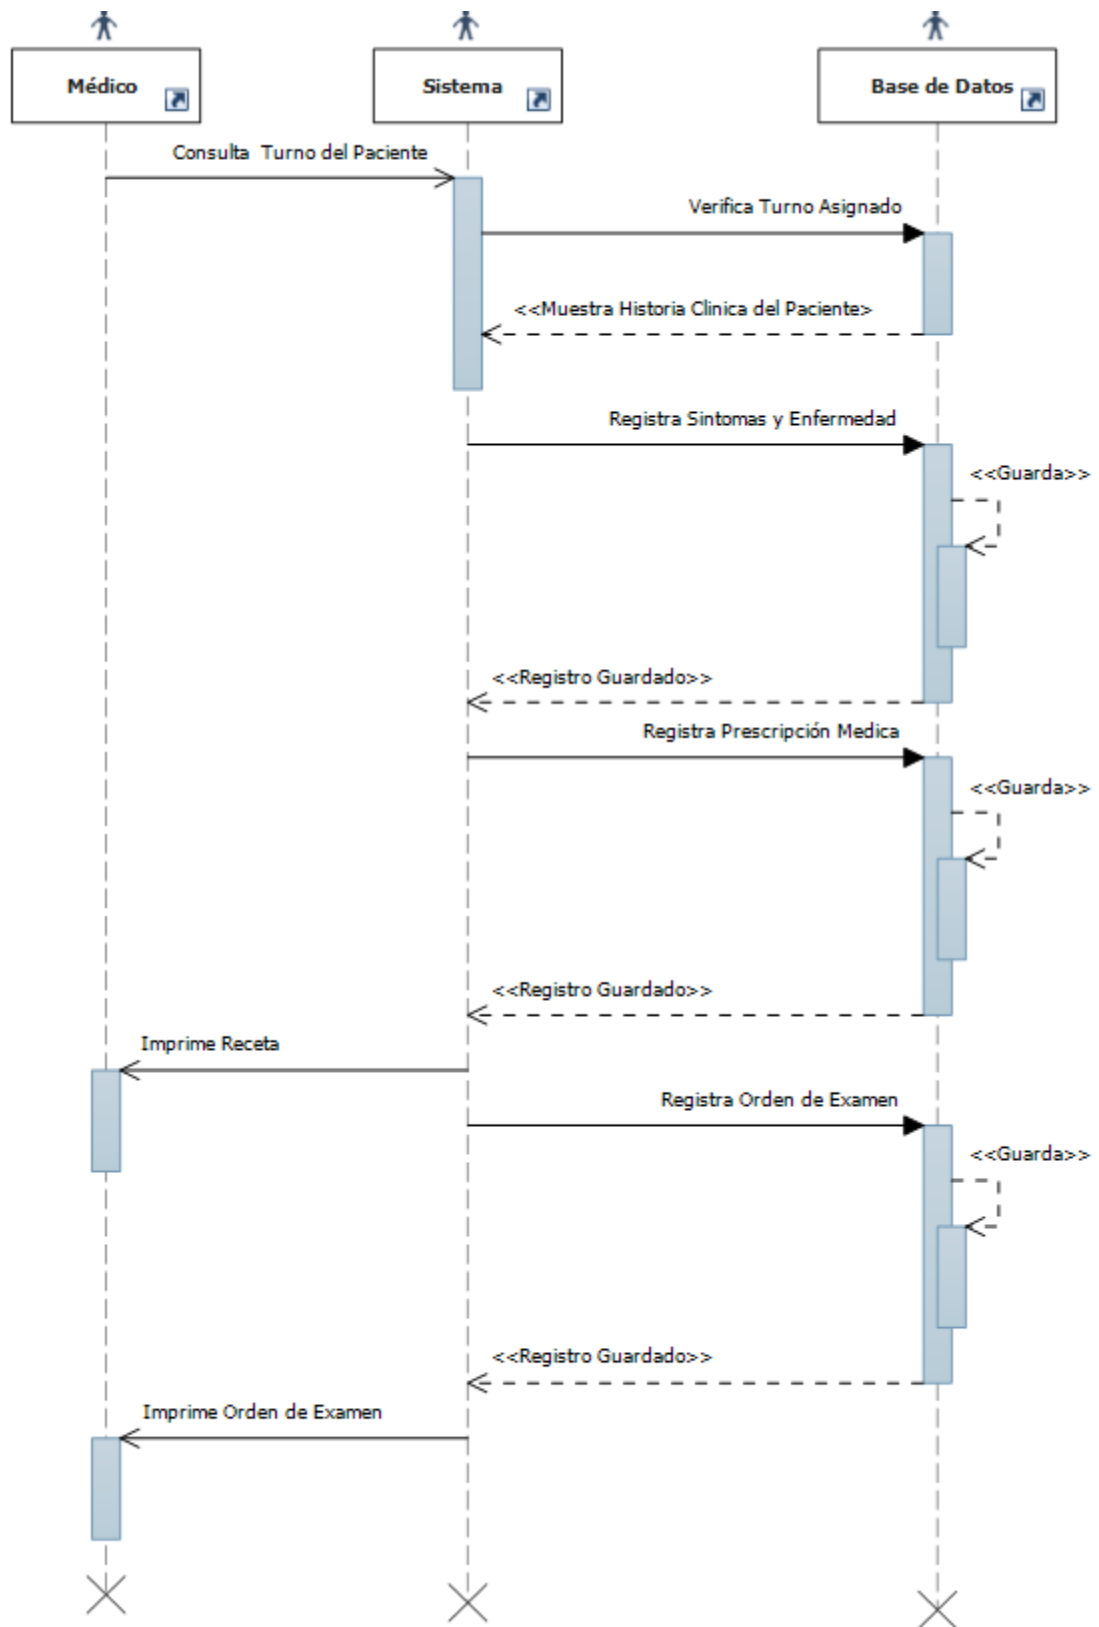 Médico
Sistema
Base de Datos
Consulta  Turno del Paciente
Verifica Turno Asignado
<<Muestra Historia Clinica del Paciente>
Registra Sintomas y Enfermedad
<<Guarda>>
<<Registro Guardado>>
Registra Prescripción Medica
<<Guarda>>
<<Registro Guardado>>
Imprime Receta
Registra Orden de Examen
<<Guarda>>
<<Registro Guardado>>
Imprime Orden de Examen